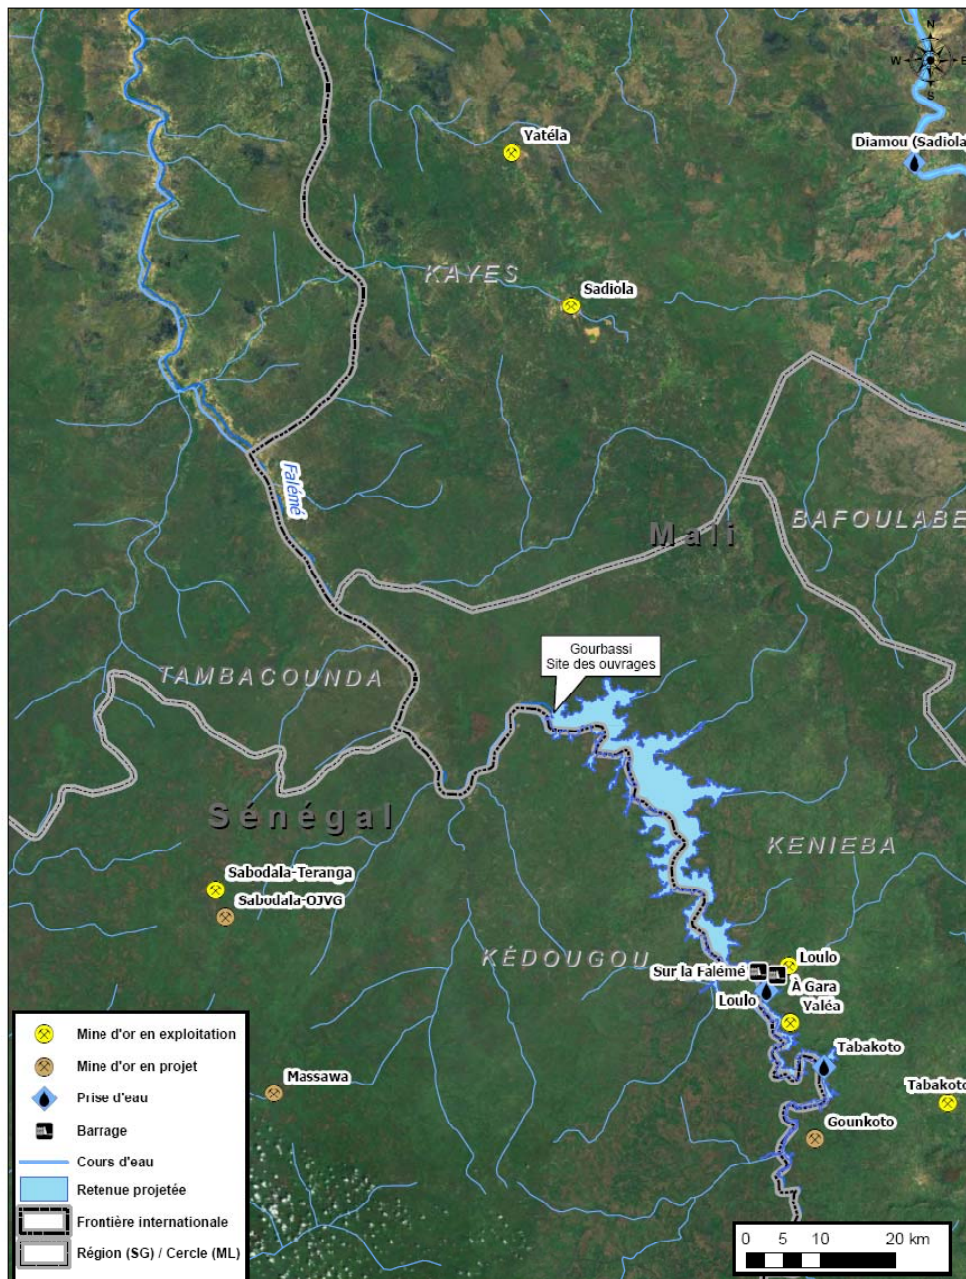 N
W
E
S
Yatéla
Diamou (Sadiola)
KAYES
Sadiola
Falémé
Mali
BAFOULABE
Gourbassi
Site des ouvrages
TAMBACOUNDA
Sénégal
KENIEBA
Sabodala-Teranga
Sabodala-OJVG
KÉDOUGOU
Loulo
Sur la Falémé
À Gara
Loulo
Yaléa
Tabakoto
Massawa
Tabakoto
Gounkoto
Mine d'or en exploitation
Mine d'or en projet
Prise d'eau
Barrage
Cours d'eau
Retenue projetée
Frontière internationale
Région (SG) / Cercle (ML)
0 5 10 20 km